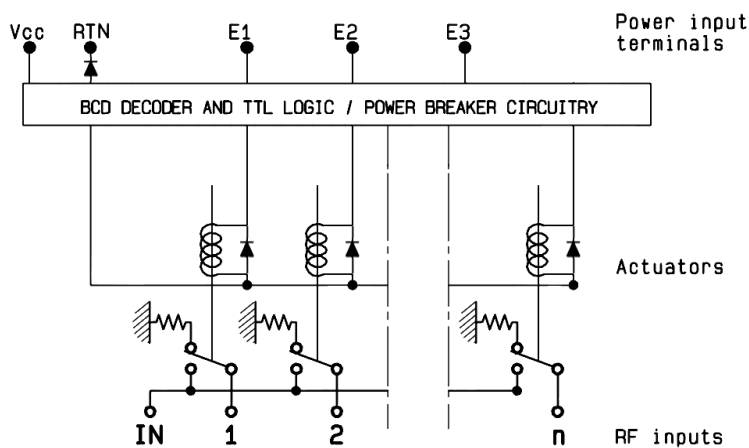 Vcc RTN E1 E2 E3 Power input
terminals
BCD DECODER AND TTL LOGIC / POWER BREAKER CIRCUITRY
Actuators
IN 1 2 n RF inputs